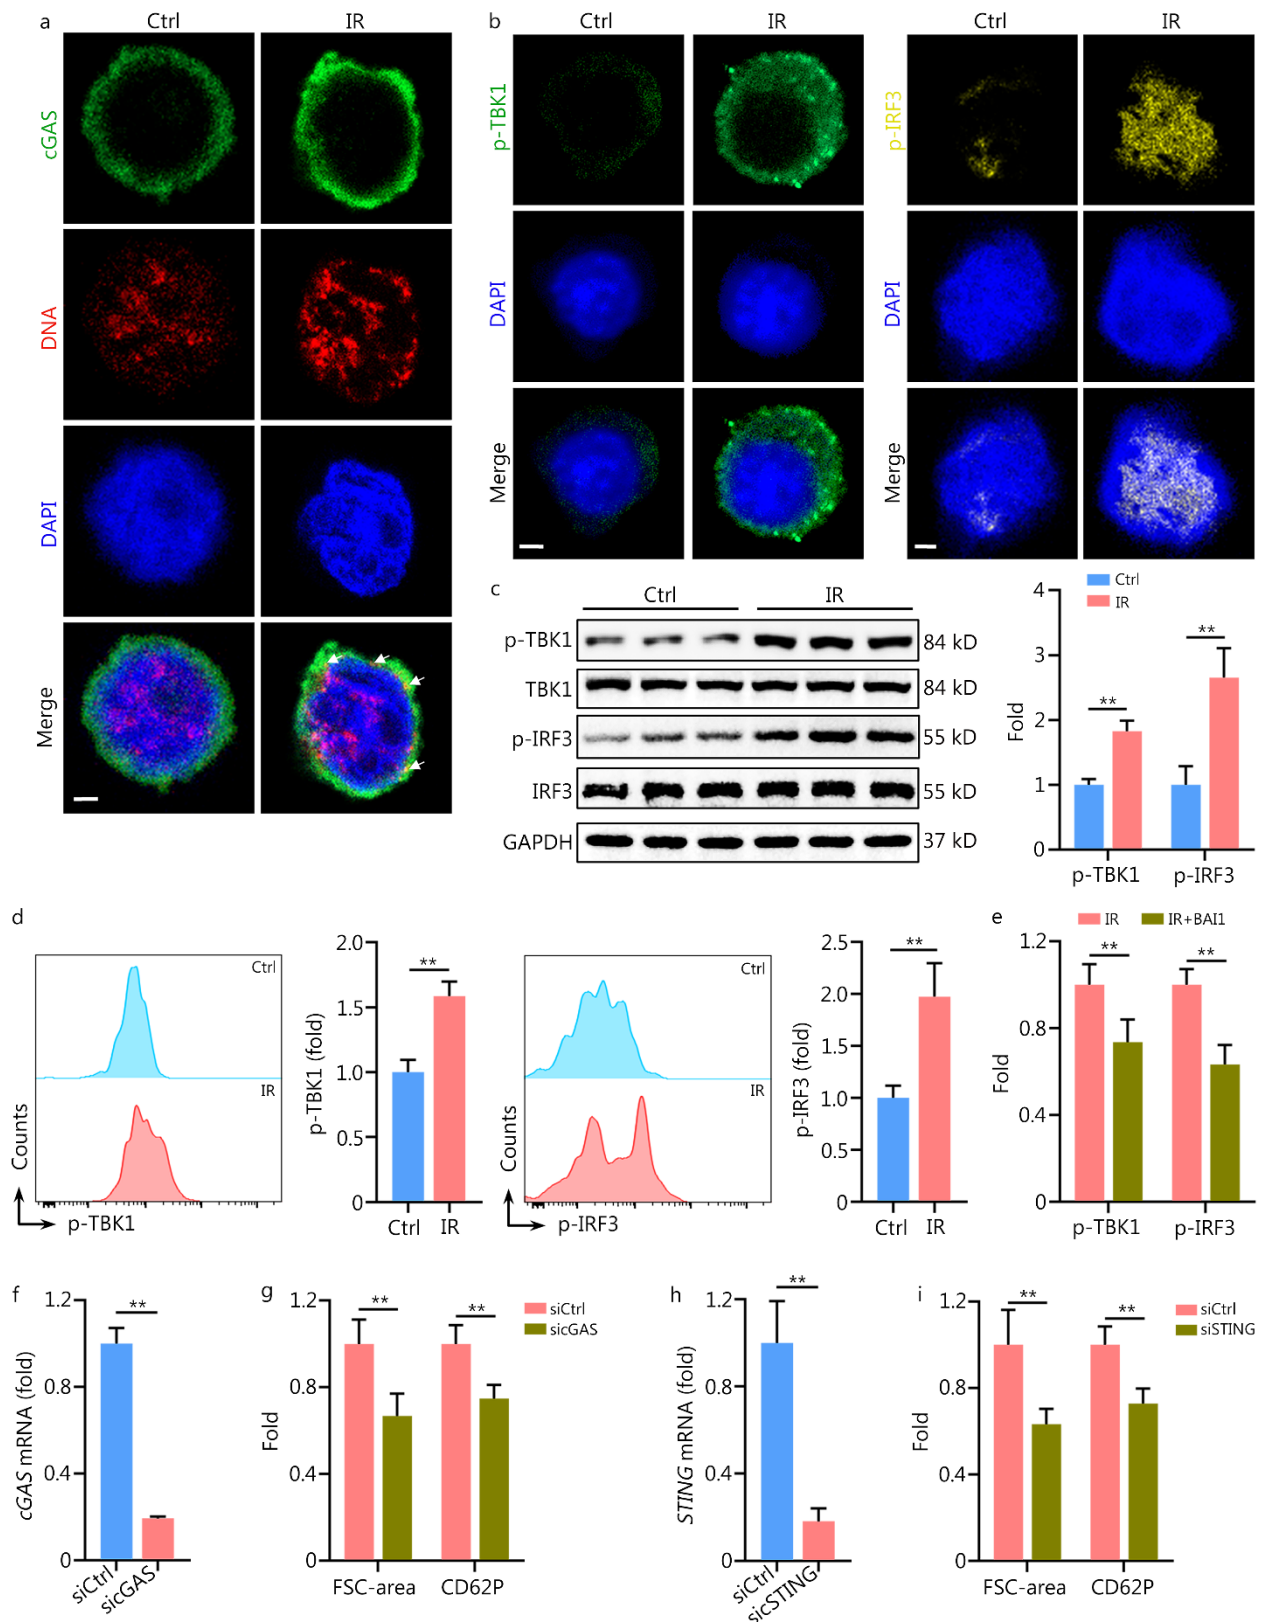 a
Ctrl
IR
cGAS
DNA
DAPI
Merge
b
Ctrl
IR
p-TBK1
DAPI
Merge
Ctrl
IR
p-IRF3
DAPI
Merge
c
Ctrl
IR
p-TBK1
84 kD
TBK1
84 kD
p-IRF3
55 kD
IRF3
55 kD
GAPDH
37 kD
Ctrl
IR
Fold
4
3
2
1
0
**
**
p-TBK1
p-IRF3
d
Ctrl
IR
Counts
p-TBK1
p-TBK1 (fold)
2.0
1.5
1.0
0.5
0
**
Ctrl
IR
Ctrl
IR
Counts
p-IRF3
p-IRF3 (fold)
2.5
2.0
1.5
1.0
0.5
0
**
Ctrl
IR
e
IR
IR+BAI1
Fold
1.2
0.8
0.4
0
**
**
p-TBK1
p-IRF3
f
cGAS mRNA (fold)
1.2
0.8
0.4
0
**
siCtrl
sicGAS
g
Fold
1.2
0.8
0.4
0
**
**
FSC-area
CD62P
siCtrl
sicGAS
h
STING mRNA (fold)
1.2
0.8
0.4
0
**
siCtrl
sicSTING
i
Fold
1.2
0.8
0.4
0
**
**
FSC-area
CD62P
siCtrl
siSTING